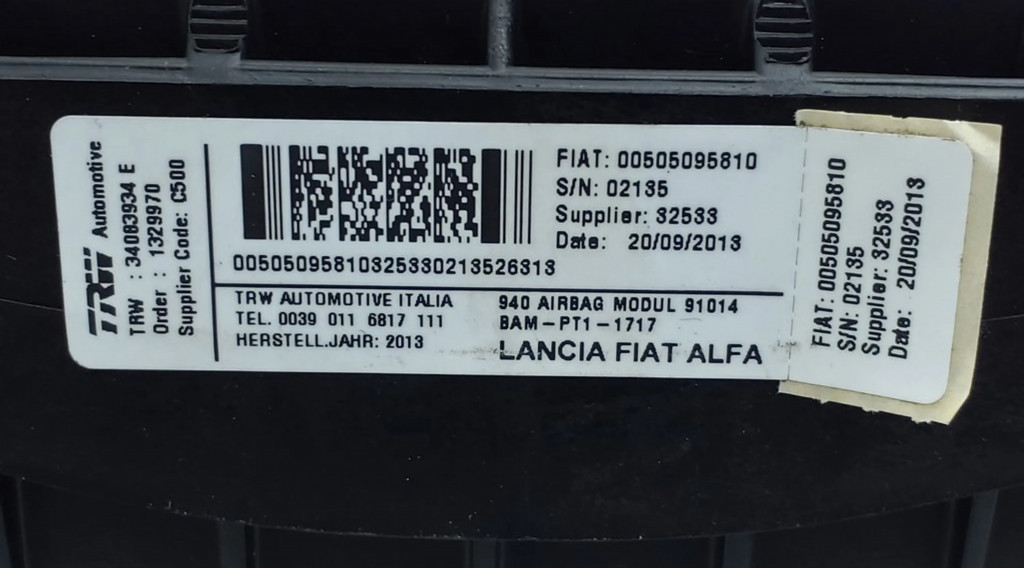 TRW Automotive
TRW : 34083934 E
Order : 1329970
Supplier Code: C500
FIAT: 00505095810
S/N: 02135
Supplier: 32533
Date: 20/09/2013
00505095810325330213526313
TRW AUTOMOTIVE ITALIA
TEL. 0039 011 6817 111
HERSTELL.JAHR: 2013
940 AIRBAG MODUL 91014
BAM-PT1-1717
LANCIA FIAT ALFA
FIAT: 00505095810
S/N: 02135
Supplier: 32533
Date: 20/09/2013